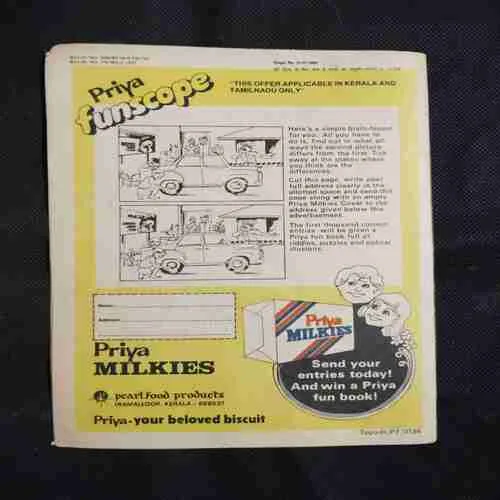 Priya
funscope
"THIS OFFER APPLICABLE IN KERALA AND
TAMILNADU ONLY"
Here's a simple brain-teaser
for you. All you have to
do is, find out in what all
ways the second picture
differs from the first. Tick
away at the places where
you think are the
differences.
Cut this page, write your
full address clearly in the
allotted space and send this
page along with an empty
Priya Milkies Cover to the
address given below this
advertisement.
The first thousand correct
entries will be given a
Priya fun book full of
riddles, puzzles and optical
illusions.
Name:
Address:
Priya
MILKIES
Priya
MILKIES
Send your
entries today!
And win a Priya
fun book!
pearl food products
KERALA -
Priya-your beloved biscuit